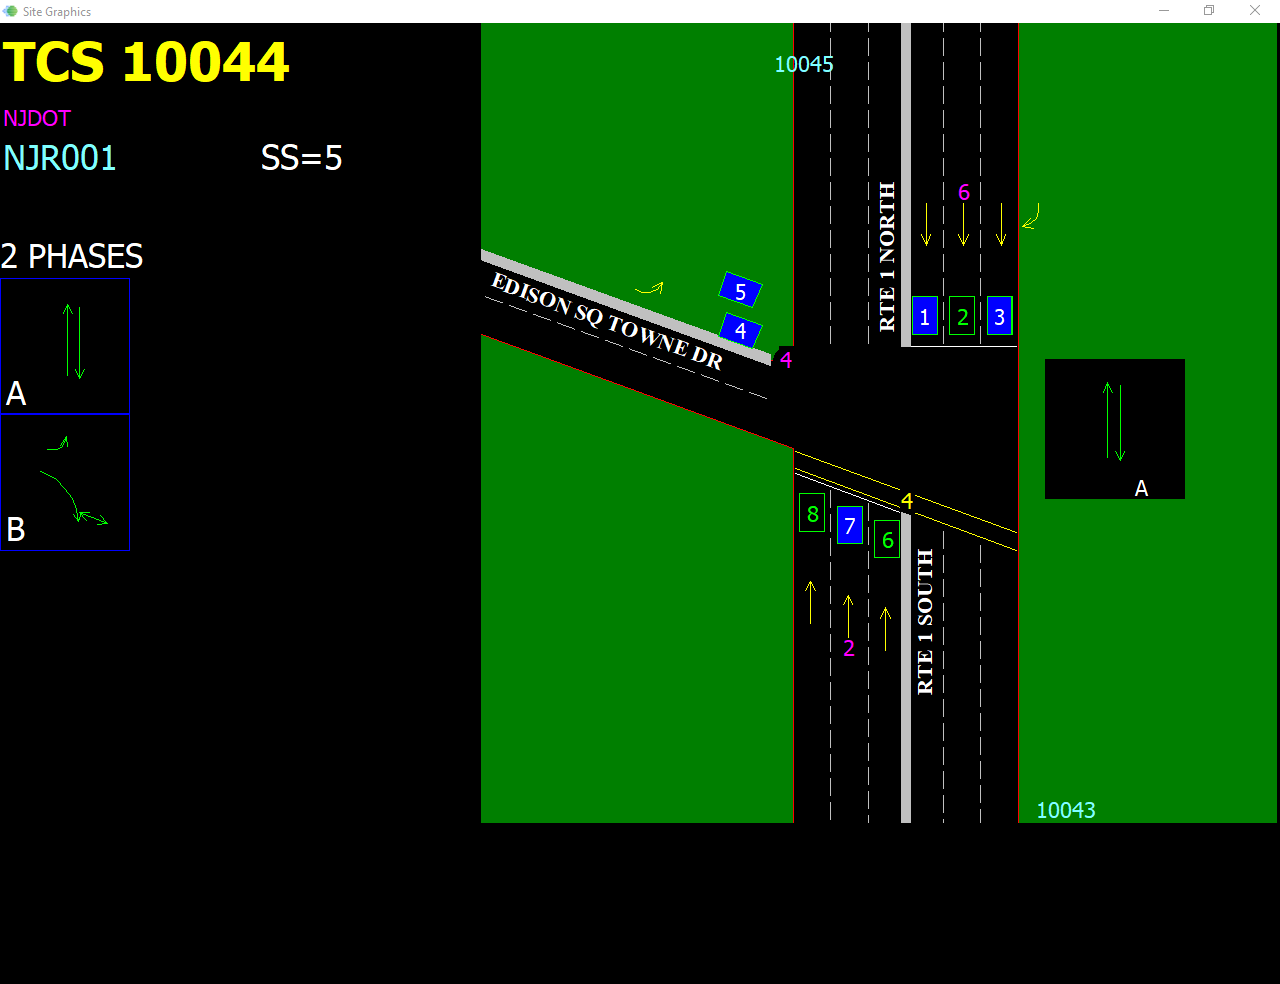 Site Graphics
TCS 10044
NJDOT
NJR001 SS=5
2 PHASES
A
B
10045
RTE 1 NORTH
6
1 2 3
EDISON SQ TOWNE DR
5
4
4
A
4
8 7 6
RTE 1 SOUTH
2
10043